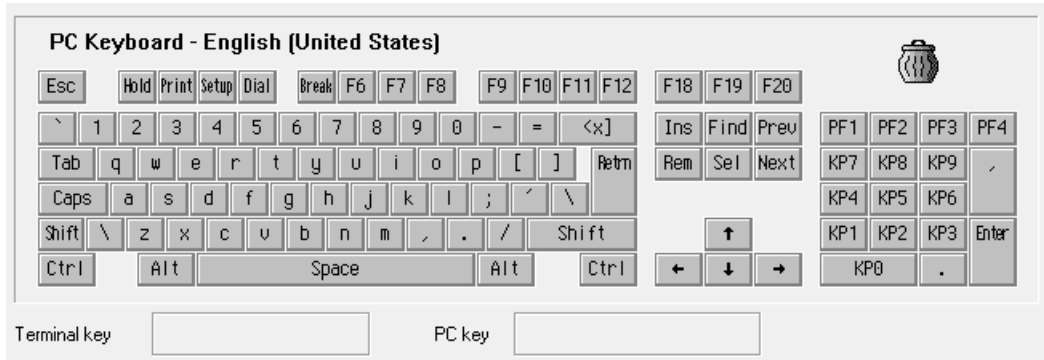 PC Keyboard - English (United States)
Esc Hold Print Setup Dial Break F6 F7 F8 F9 F10 F11 F12 F18 F19 F20
` 1 2 3 4 5 6 7 8 9 0 - = <x] Ins Find Prev PF1 PF2 PF3 PF4
Tab q w e r t y u i o p [ ] Retrn Rem Sel Next KP7 KP8 KP9 ,
Caps a s d f g h j k l ; ´ \ KP4 KP5 KP6
Shift \ z x c v b n m , . / Shift ↑ KP1 KP2 KP3 Enter
Ctrl Alt Space Alt Ctrl ← ↓ → KP0 .
Terminal key PC key